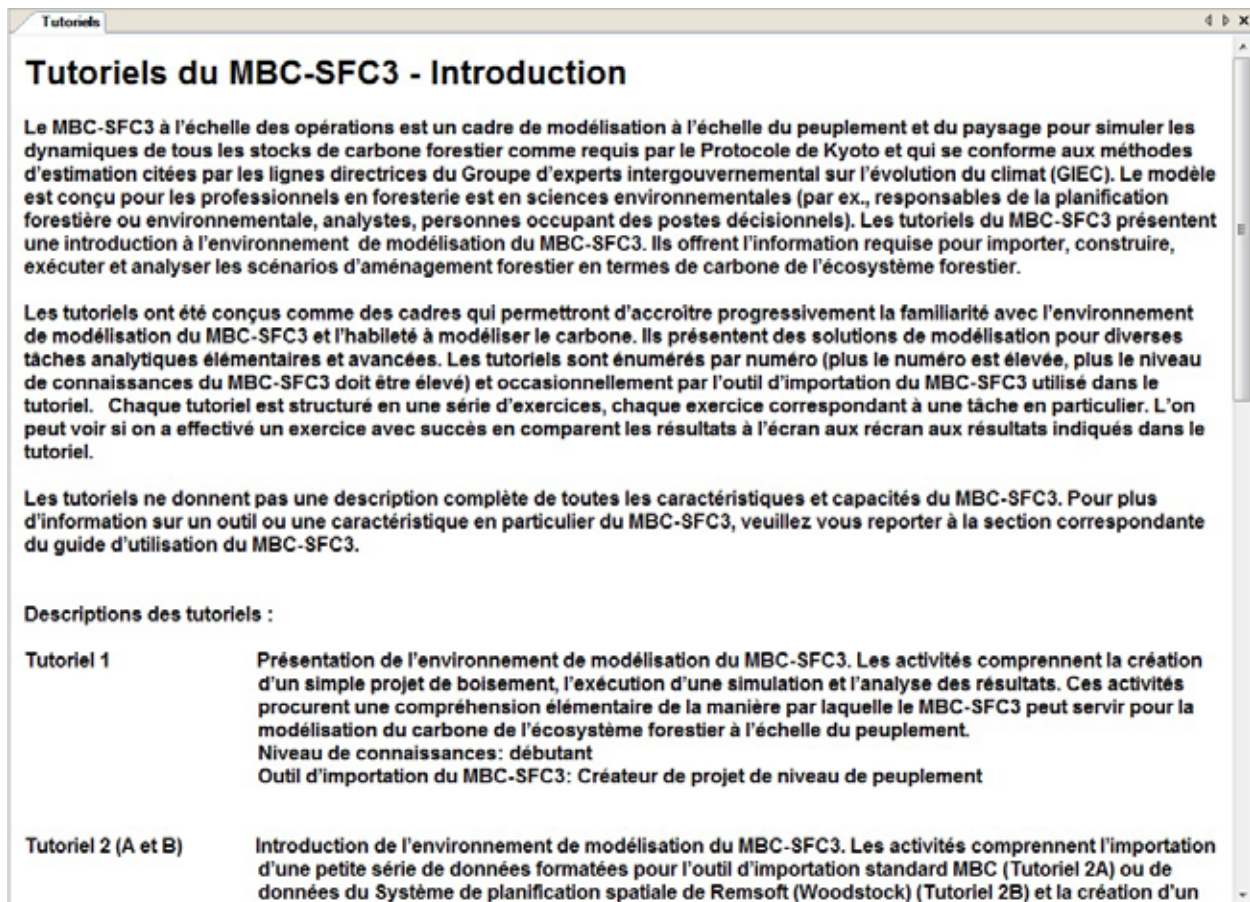 Tutoriels
Tutoriels du MBC-SFC3 - Introduction
Le MBC-SFC3 à l'échelle des opérations est un cadre de modélisation à l'échelle du peuplement et du paysage pour simuler les
dynamiques de tous les stocks de carbone forestier comme requis par le Protocole de Kyoto et qui se conforme aux méthodes
d'estimation citées par les lignes directrices du Groupe d'experts intergouvernemental sur l'évolution du climat (GIEC). Le modèle
est conçu pour les professionnels en foresterie est en sciences environnementales (par ex., responsables de la planification
forestière ou environnementale, analystes, personnes occupant des postes décisionnels). Les tutoriels du MBC-SFC3 présentent
une introduction à l'environnement de modélisation du MBC-SFC3. Ils offrent l'information requise pour importer, construire,
exécuter et analyser les scénarios d'aménagement forestier en termes de carbone de l'écosystème forestier.
Les tutoriels ont été conçus comme des cadres qui permettront d'accroître progressivement la familiarité avec l'environnement
de modélisation du MBC-SFC3 et l'habileté à modéliser le carbone. Ils présentent des solutions de modélisation pour diverses
tâches analytiques élémentaires et avancées. Les tutoriels sont énumérés par numéro (plus le numéro est élevée, plus le niveau
de connaissances du MBC-SFC3 doit être élevé) et occasionnellement par l'outil d'importation du MBC-SFC3 utilisé dans le
tutoriel. Chaque tutoriel est structuré en une série d'exercices, chaque exercice correspondant à une tâche en particulier. L'on
peut voir si on a effectivé un exercice avec succès en comparent les résultats à l'écran aux récran aux résultats indiqués dans le
tutoriel.
Les tutoriels ne donnent pas une description complète de toutes les caractéristiques et capacités du MBC-SFC3. Pour plus
d'information sur un outil ou une caractéristique en particulier du MBC-SFC3, veuillez vous reporter à la section correspondante
du guide d'utilisation du MBC-SFC3.
Descriptions des tutoriels :
Tutoriel 1 Présentation de l'environnement de modélisation du MBC-SFC3. Les activités comprennent la création
d'un simple projet de boisement, l'exécution d'une simulation et l'analyse des résultats. Ces activités
procurent une compréhension élémentaire de la manière par laquelle le MBC-SFC3 peut servir pour la
modélisation du carbone de l'écosystème forestier à l'échelle du peuplement.
Niveau de connaissances: débutant
Outil d'importation du MBC-SFC3: Créateur de projet de niveau de peuplement
Tutoriel 2 (A et B) Introduction de l'environnement de modélisation du MBC-SFC3. Les activités comprennent l'importation
d'une petite série de données formatées pour l'outil d'importation standard MBC (Tutoriel 2A) ou de
données du Système de planification spatiale de Remsoft (Woodstock) (Tutoriel 2B) et la création d'un